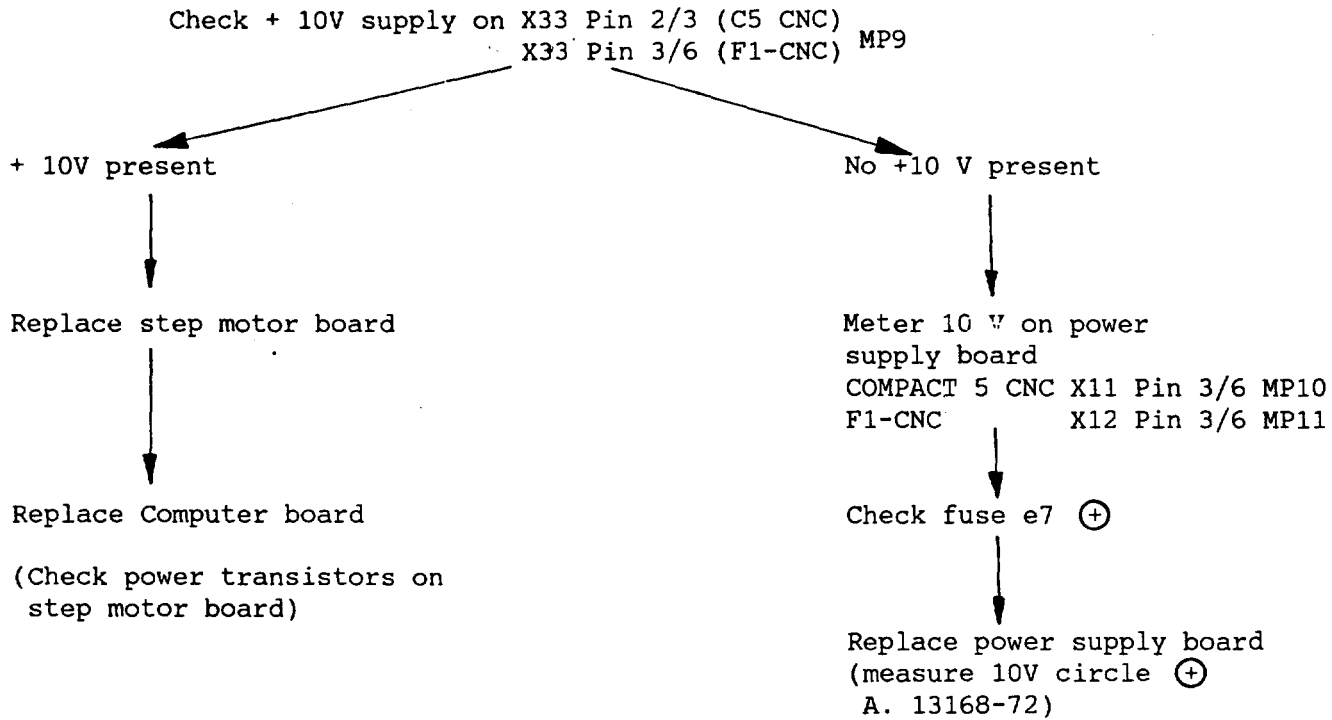 Check + 10V supply on X33 Pin 2/3 (C5 CNC)
X33 Pin 3/6 (F1-CNC) MP9
+ 10V present
No +10 V present
Replace step motor board
Meter 10 V on power
supply board
COMPACT 5 CNC X11 Pin 3/6 MP10
F1-CNC X12 Pin 3/6 MP11
Replace Computer board
(Check power transistors on
step motor board)
Check fuse e7 ⊕
Replace power supply board
(measure 10V circle ⊕
A. 13168-72)